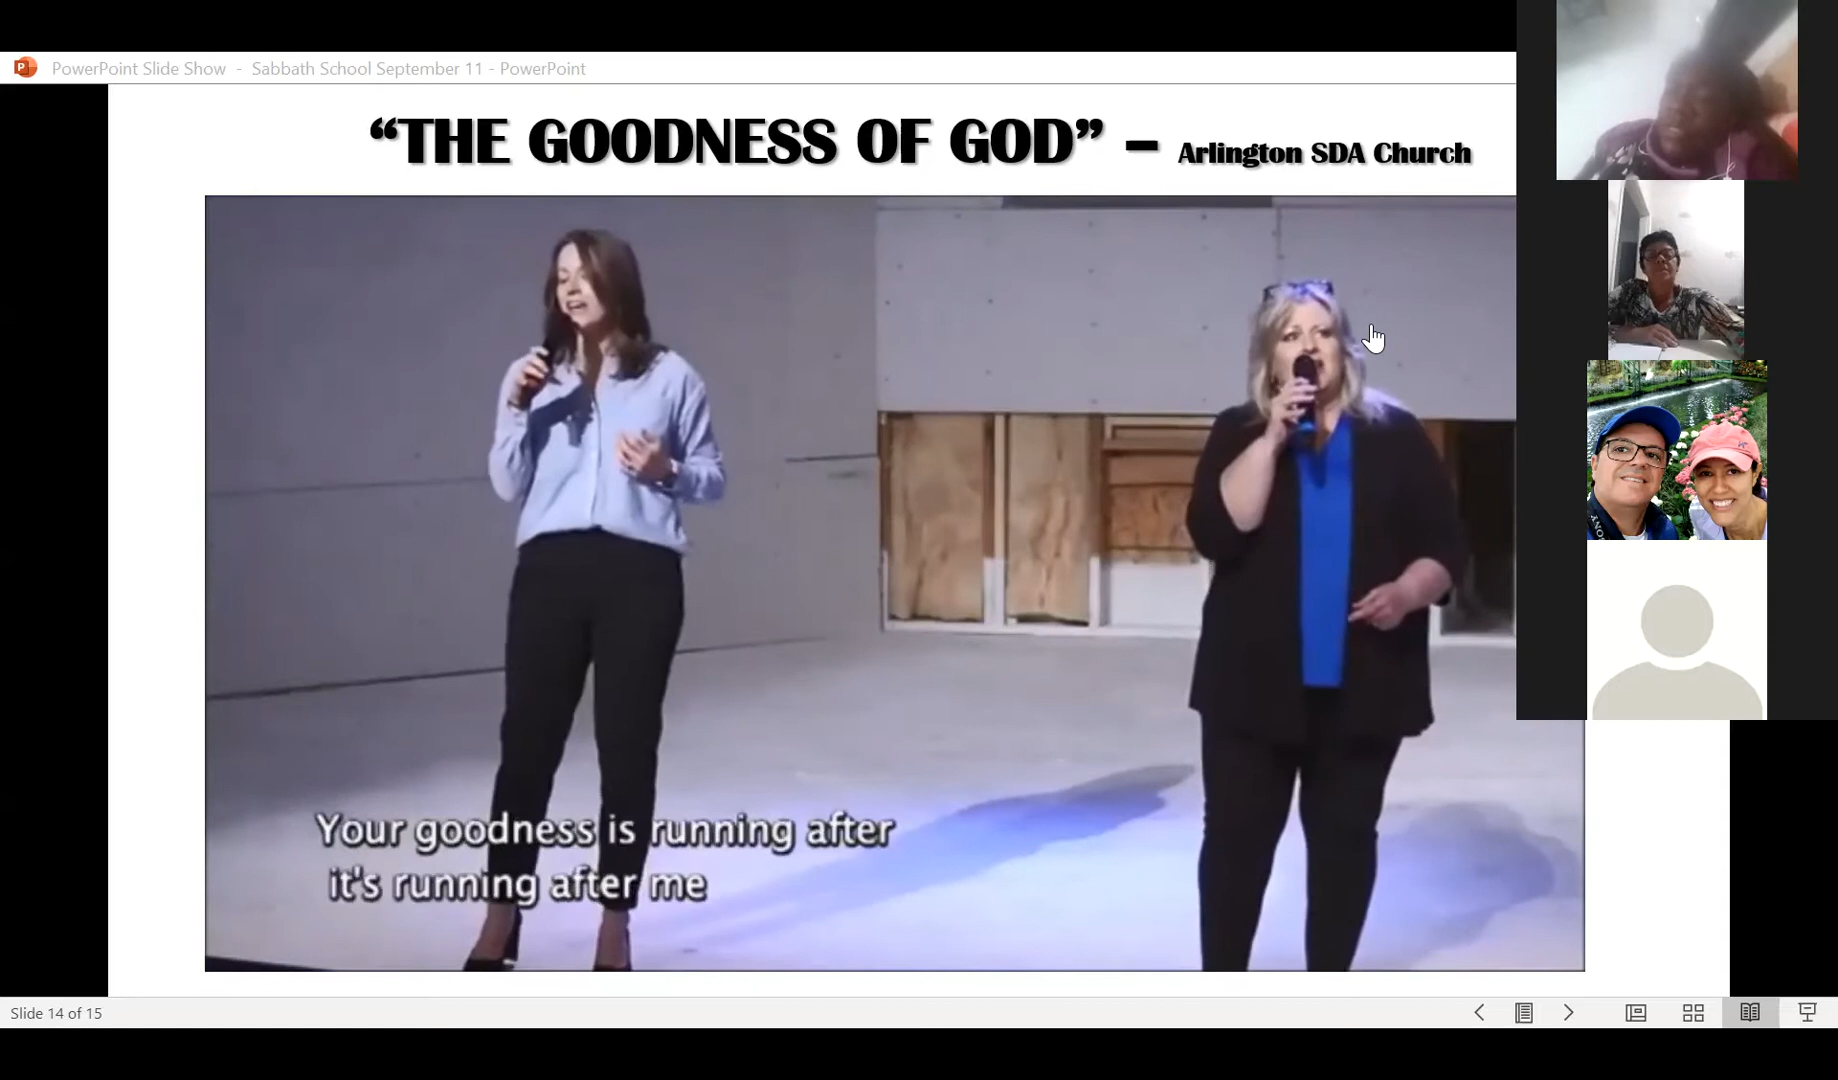 PowerPoint Slide Show - Sabbath School September 11 - PowerPoint
“THE GOODNESS OF GOD” – Arlington SDA Church
Your goodness is running after
it's running after me
SONY
Slide 14 of 15